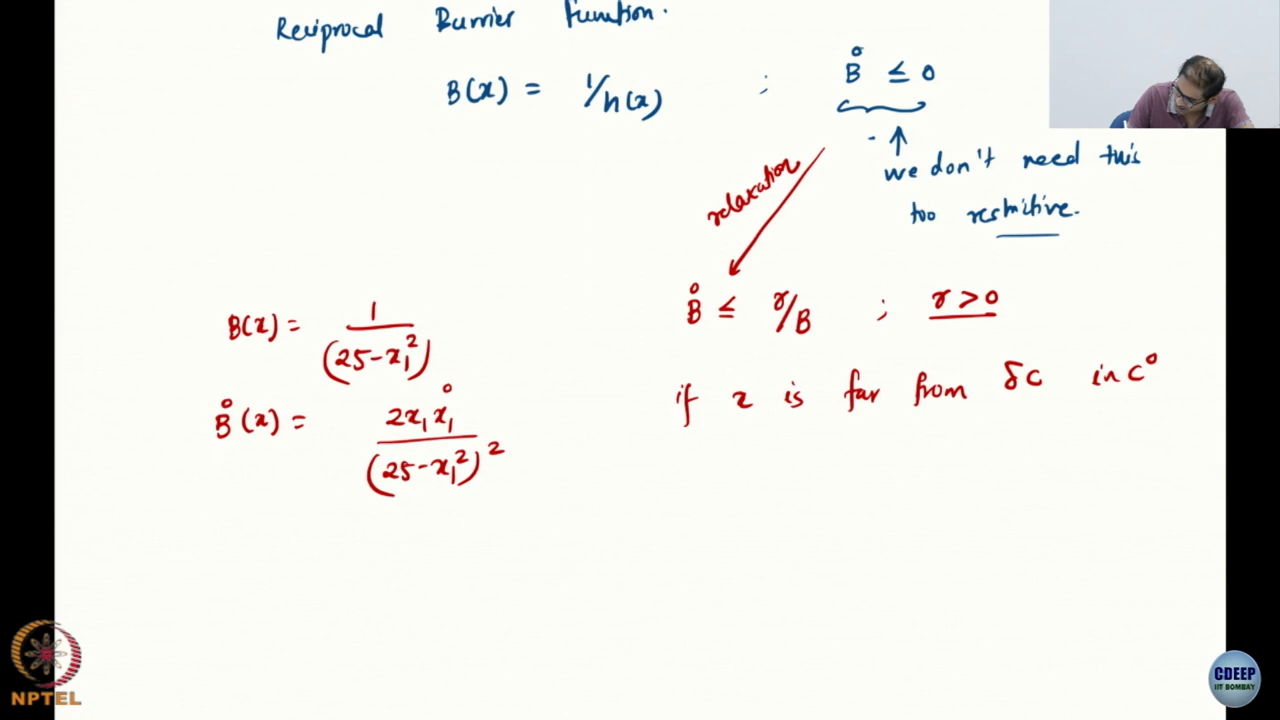 Reciprocal Barrier Function.
B(x) = 1/h(x) ; Ḃ ≤ 0
we don't need this
too restrictive.
relaxation
Ḃ ≤ r/B ; r > 0
if x is far from δC in C°
B(x) = 1/(25-x₁²)
Ḃ(x) = 2x₁ẋ₁/(25-x₁²)²
NPTEL
CDEEP
IIT BOMBAY